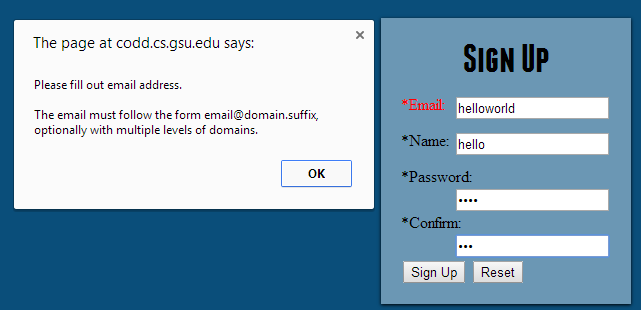 The page at codd.cs.gsu.edu says:
Please fill out email address.
The email must follow the form email@domain.suffix,
optionally with multiple levels of domains.
OK
Sign Up
*Email: helloworld
*Name: hello
*Password:
••••
*Confirm:
•••
Sign Up Reset